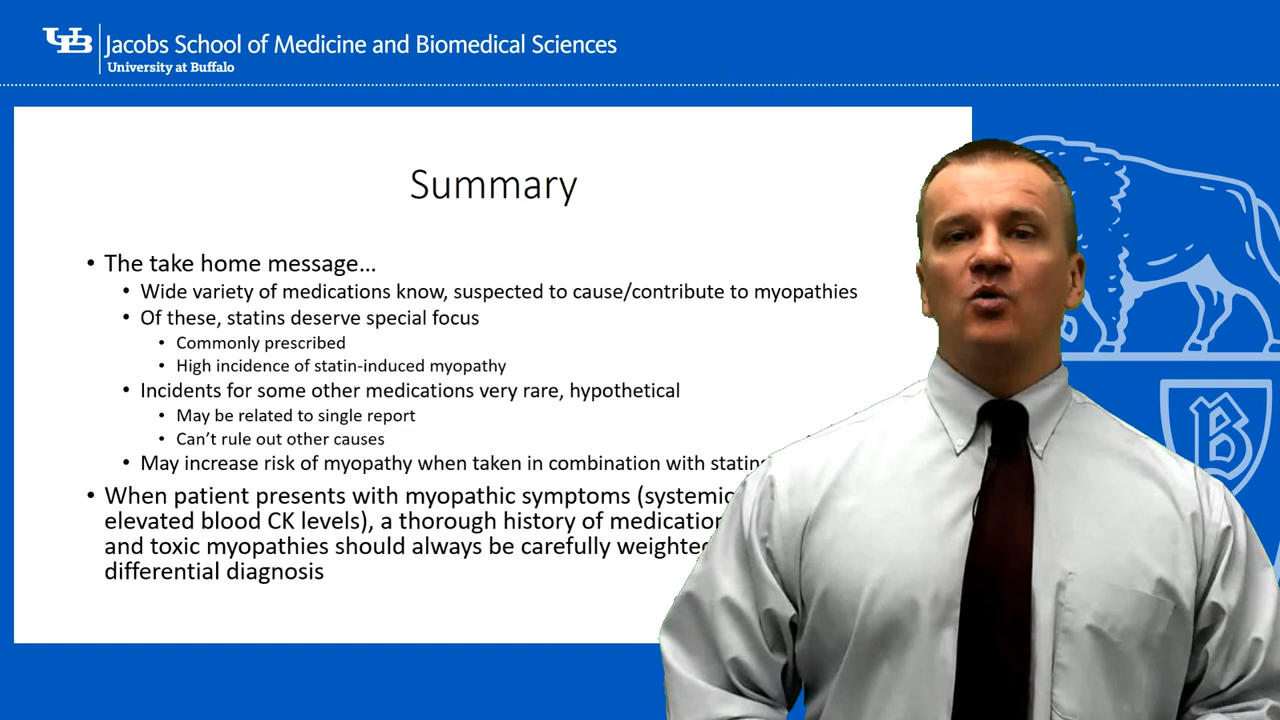 UB Jacobs School of Medicine and Biomedical Sciences
University at Buffalo
Summary
• The take home message...
• Wide variety of medications know, suspected to cause/contribute to myopathies
• Of these, statins deserve special focus
• Commonly prescribed
• High incidence of statin-induced myopathy
• Incidents for some other medications very rare, hypothetical
• May be related to single report
• Can't rule out other causes
• May increase risk of myopathy when taken in combination with statins
• When patient presents with myopathic symptoms (systemic
elevated blood CK levels), a thorough history of medication
and toxic myopathies should always be carefully weighted
differential diagnosis
B